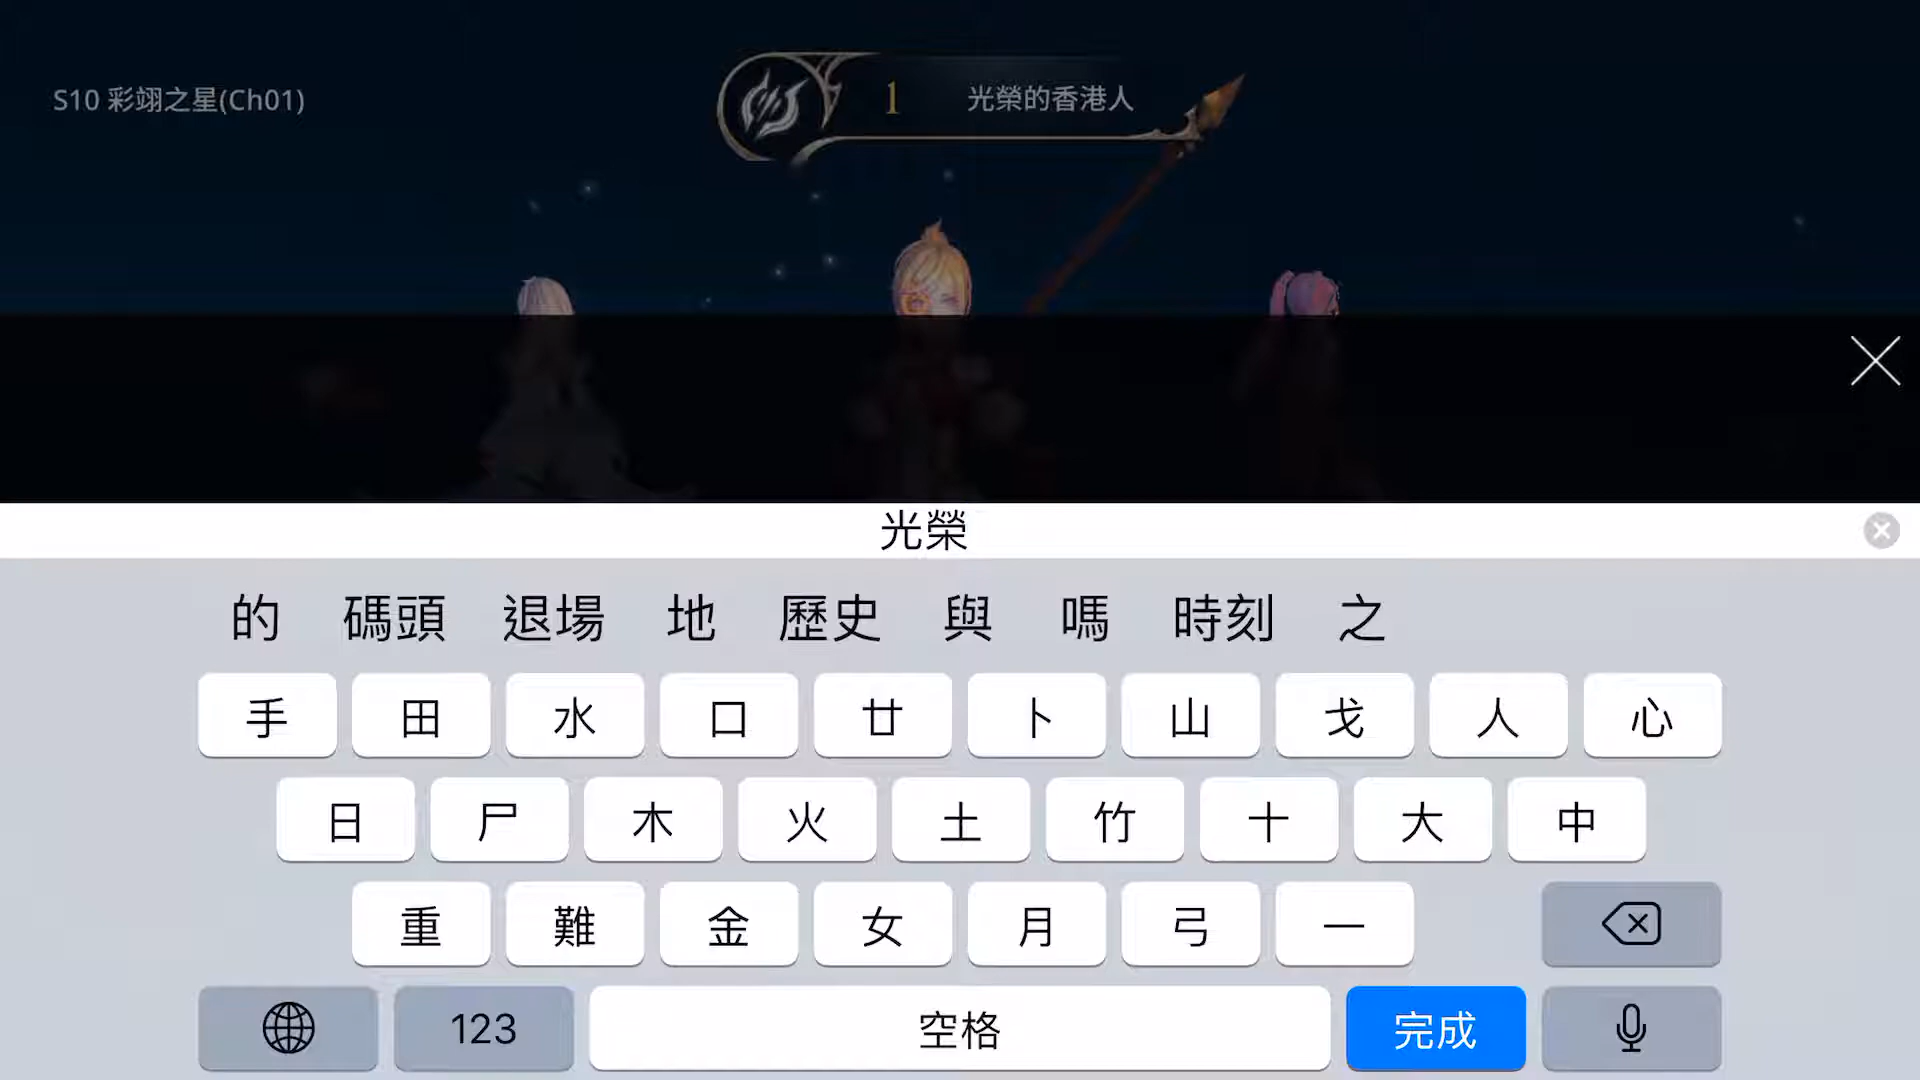 S10 彩翊之星(Ch01)
1 光榮的香港人
光榮
的 碼頭 退場 地 歷史 與 嗎 時刻 之
手 田 水 口 廿 卜 山 戈 人 心
日 尸 木 火 土 竹 十 大 中
重 難 金 女 月 弓 一
123 空格 完成